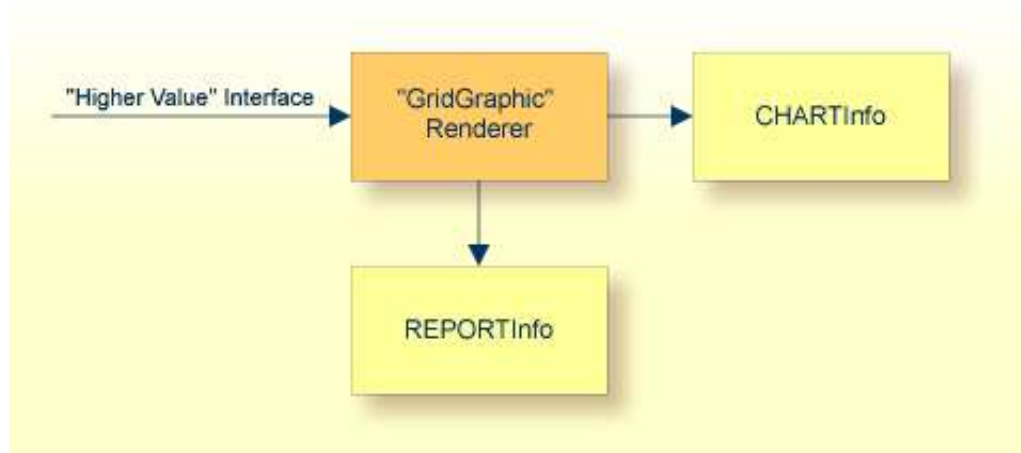 "Higher Value" Interface
"GridGraphic"
Renderer
CHARTInfo
REPORTInfo